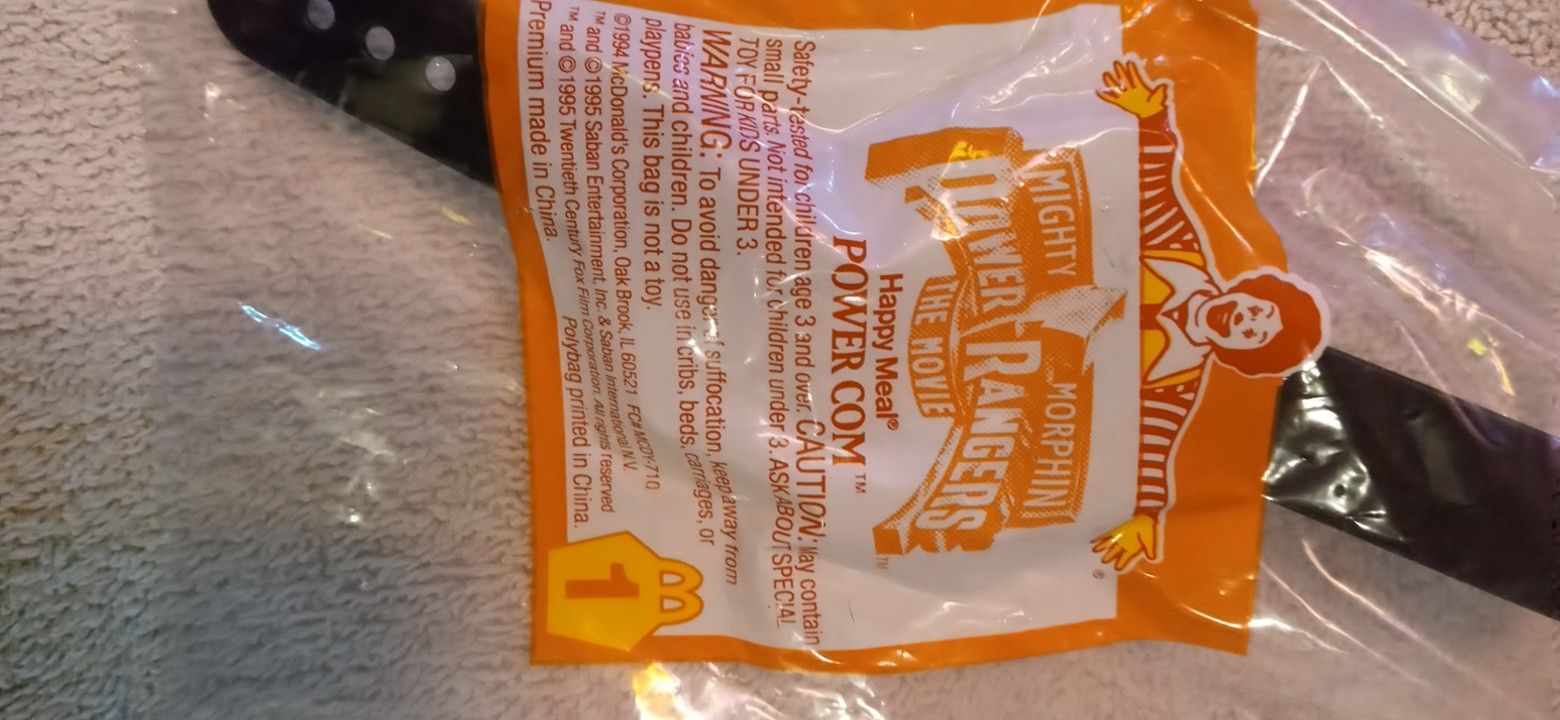 MIGHTY MORPHIN
POWER RANGERS
THE MOVIE
TM
Happy Meal®
POWER COM™
Safety-tested for children age 3 and over. CAUTION: May contain
small parts. Not intended for children under 3. ASK ABOUT SPECIAL
TOY FOR KIDS UNDER 3.
WARNING: To avoid danger of suffocation, keep away from
babies and children. Do not use in cribs, beds, carriages, or
playpens. This bag is not a toy.
©1994 McDonald's Corporation, Oak Brook, IL 60521 FC# MCDY-710
™ and ©1995 Saban Entertainment, Inc. & Saban International N.V.
™ and ©1995 Twentieth Century Fox Film Corporation. All rights reserved
Premium made in China. Polybag printed in China.
1
®